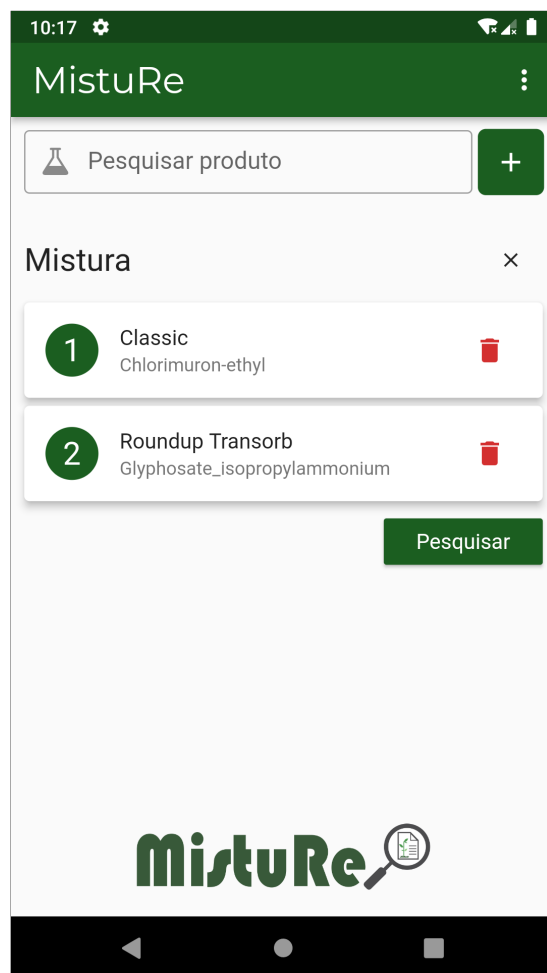 10:17
MistuRe
Pesquisar produto
+
Mistura
1
Classic
Chlorimuron-ethyl
2
Roundup Transorb
Glyphosate_isopropylammonium
Pesquisar
MistuRe